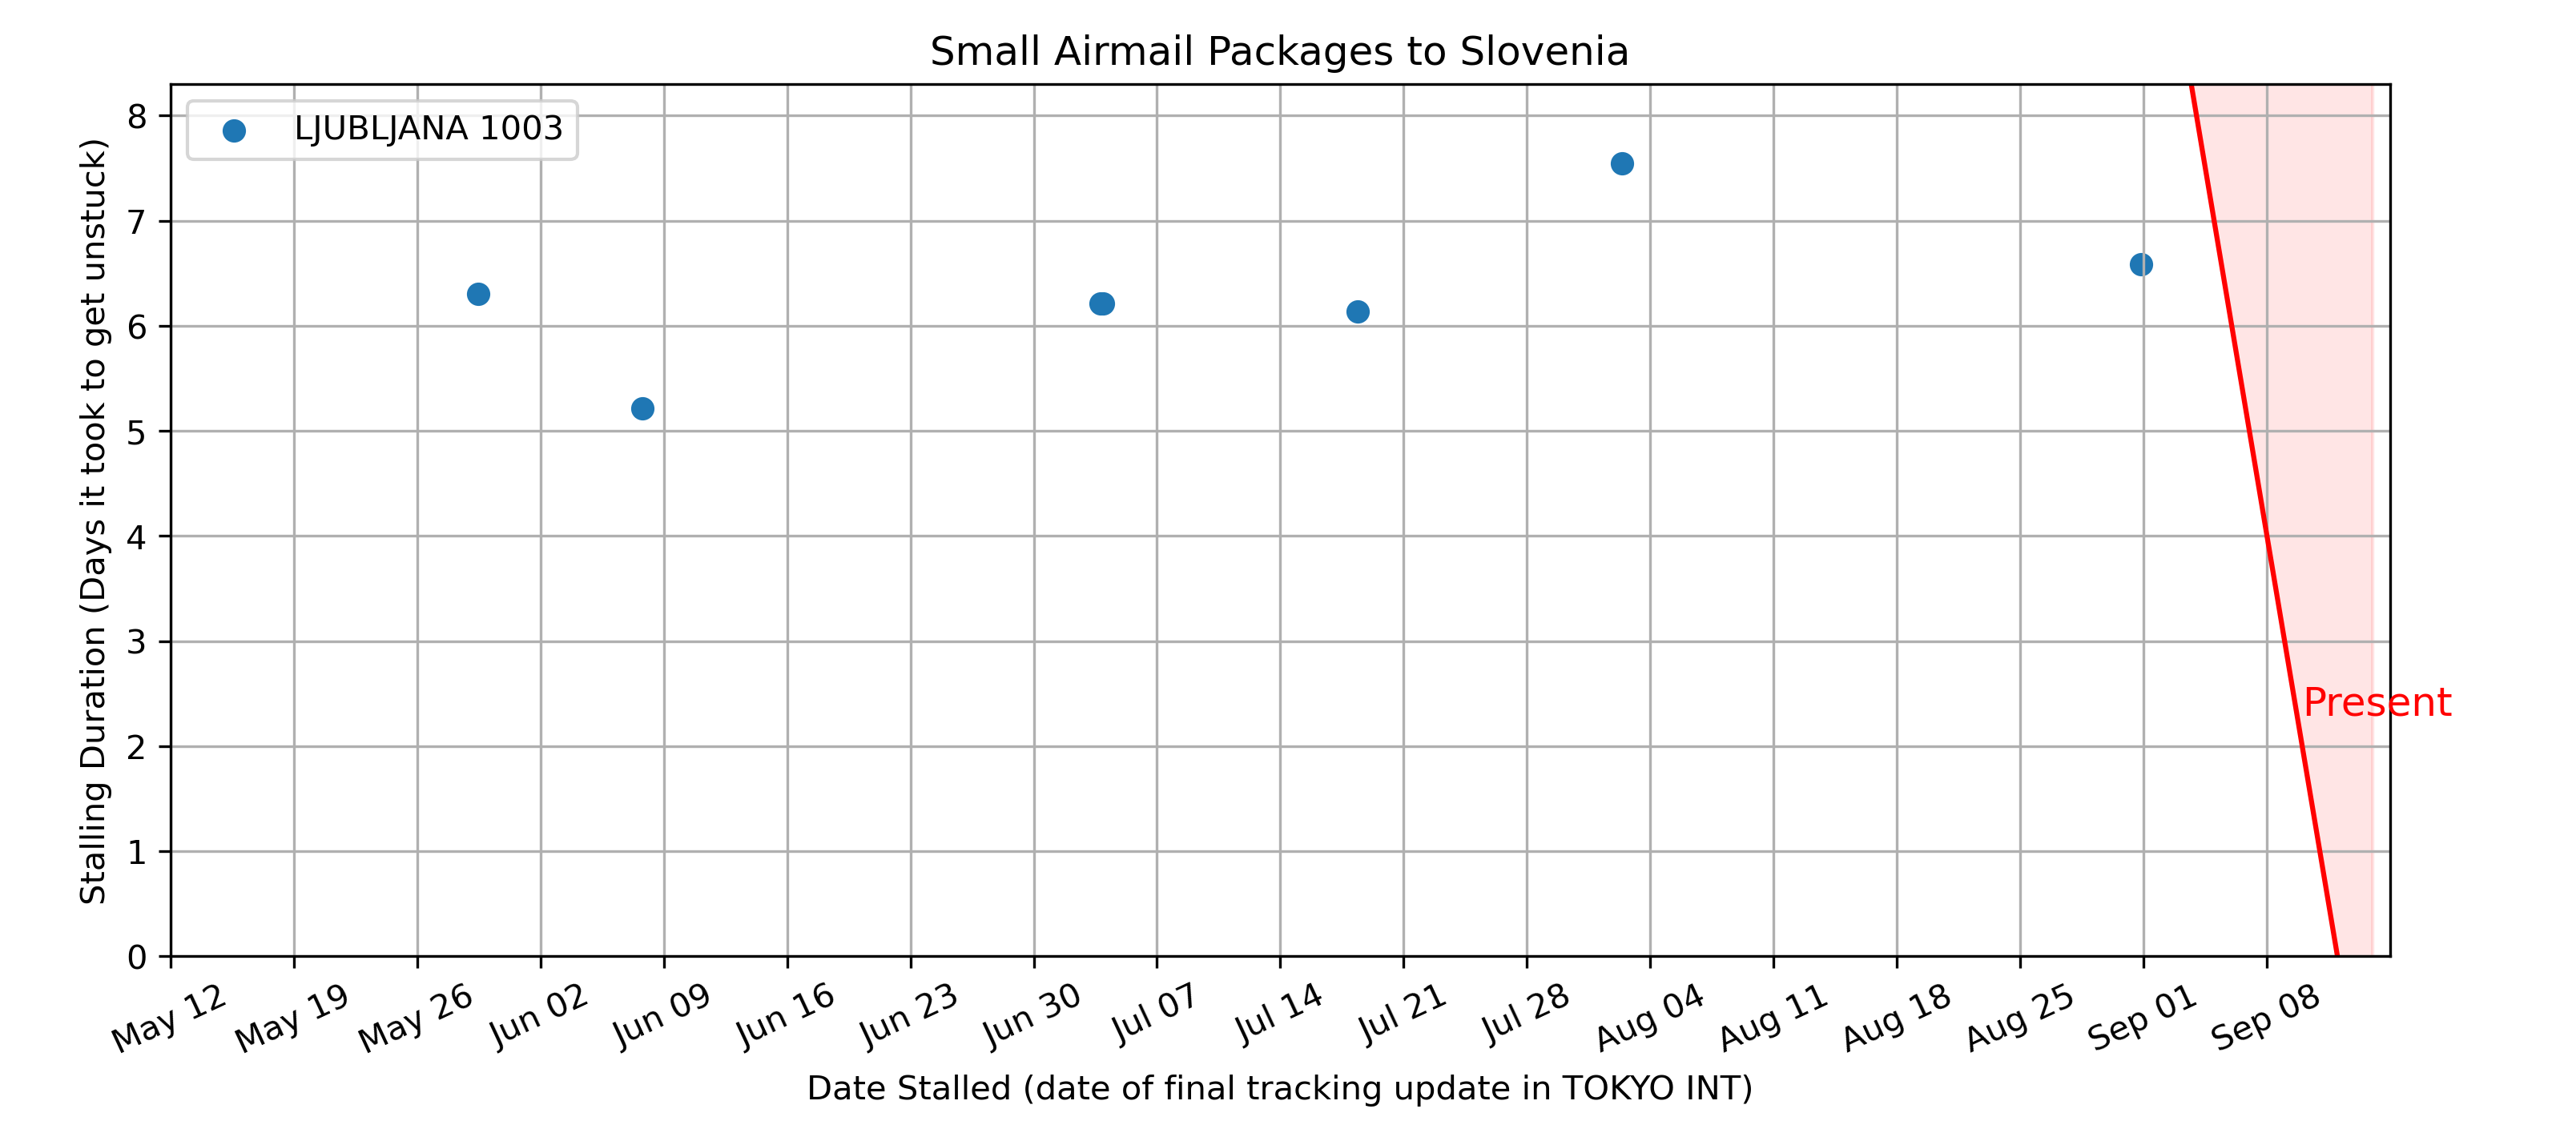 Small Airmail Packages to Slovenia
LJUBLJANA 1003
Stalling Duration (Days it took to get unstuck)
8
7
6
5
4
3
2
1
0
Present
May 12
May 19
May 26
Jun 02
Jun 09
Jun 16
Jun 23
Jun 30
Jul 07
Jul 14
Jul 21
Jul 28
Aug 04
Aug 11
Aug 18
Aug 25
Sep 01
Sep 08
Date Stalled (date of final tracking update in TOKYO INT)